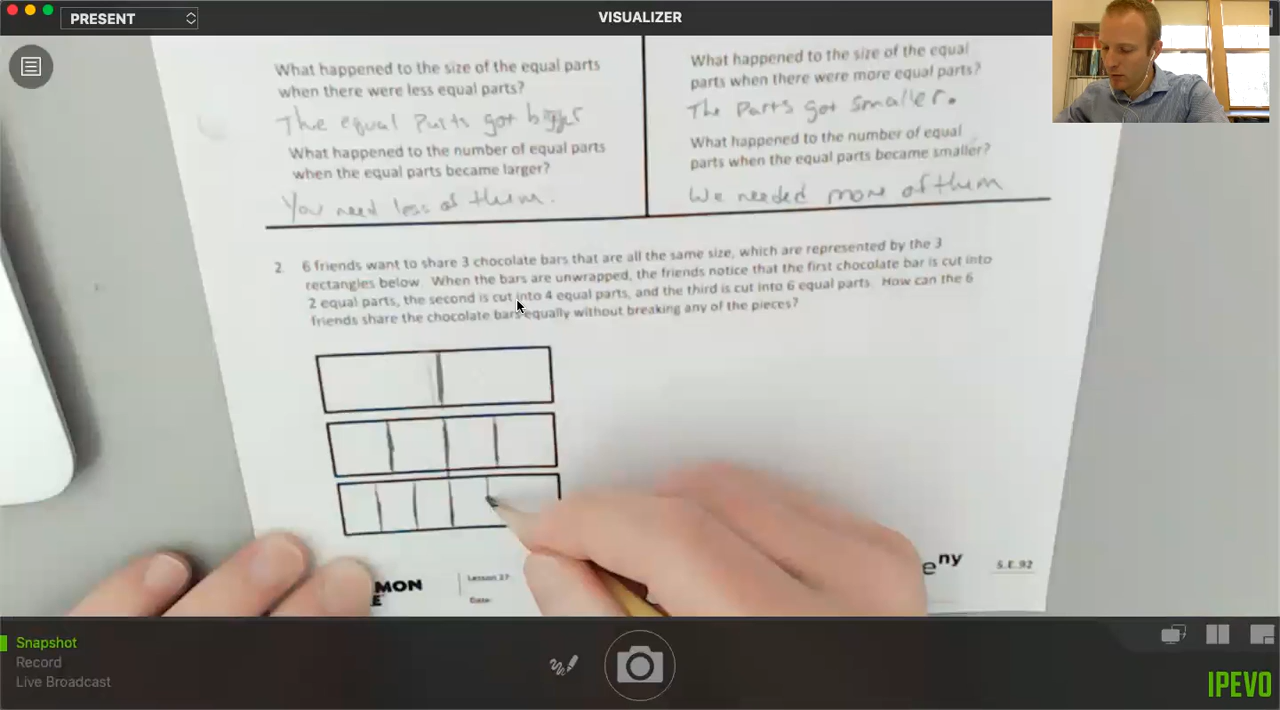 PRESENT
VISUALIZER
What happened to the size of the equal parts
when there were less equal parts?
The equal Parts got bigger
What happened to the number of equal parts
when the equal parts became larger?
You need less of them.
What happened to the size of the equal
parts when there were more equal parts?
The Parts got smaller.
What happened to the number of equal
parts when the equal parts became smaller?
We needed more of them
2. 6 friends want to share 3 chocolate bars that are all the same size, which are represented by the 3
rectangles below. When the bars are unwrapped, the friends notice that the first chocolate bar is cut into
2 equal parts, the second is cut into 4 equal parts, and the third is cut into 6 equal parts. How can the 6
friends share the chocolate bars equally without breaking any of the pieces?
MON
E
Lesson 27
Date:
eny
5.E.92
Snapshot
Record
Live Broadcast
IPEVO